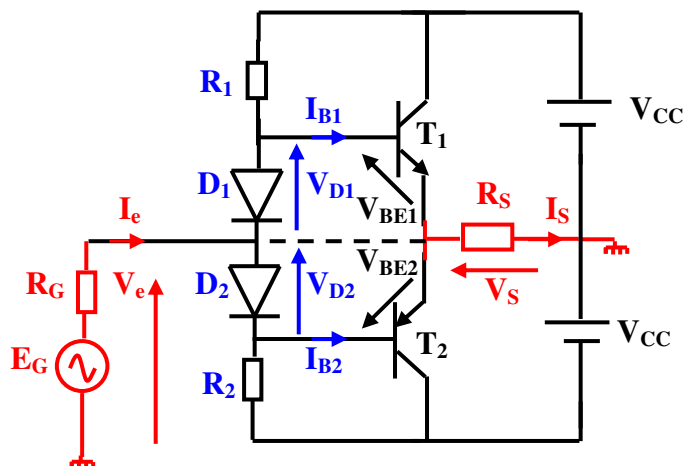 R1
IB1
T1
VCC
D1
VD1
VBE1
RS
IS
Ie
RG
Ve
D2
VD2
VBE2
VS
EG
R2
IB2
T2
VCC